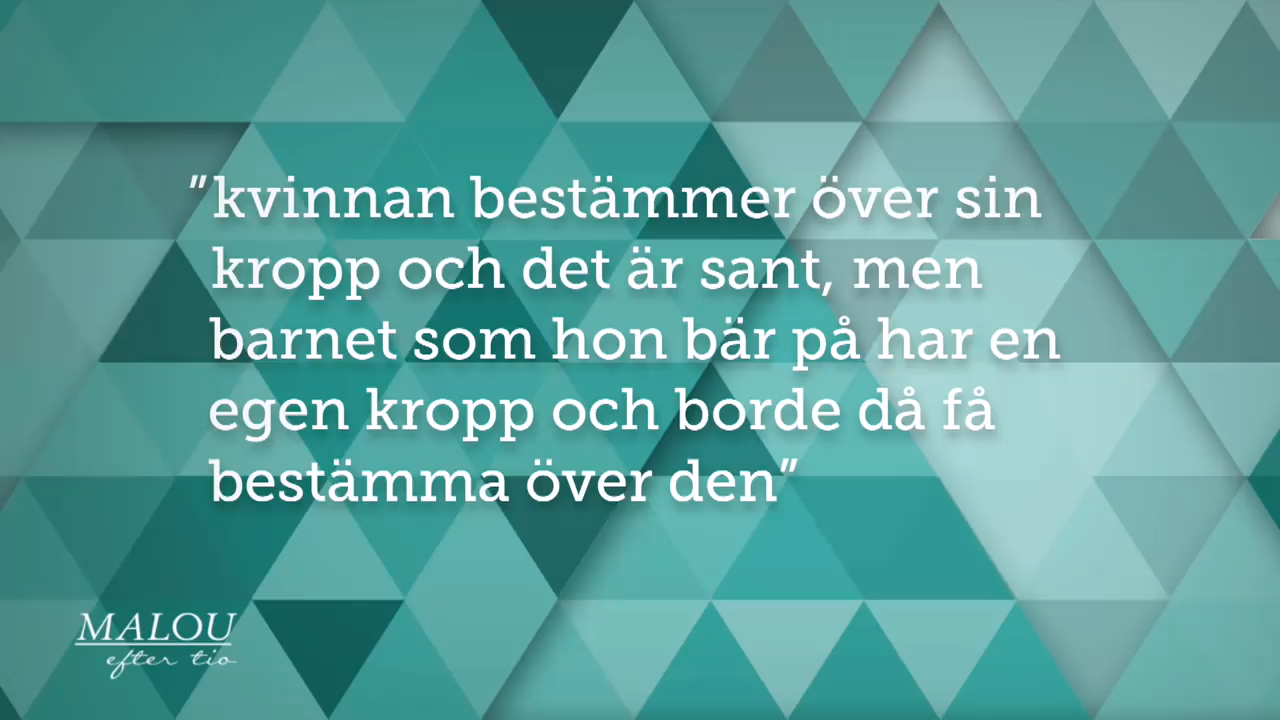 ”kvinnan bestämmer över sin
kropp och det är sant, men
barnet som hon bär på har en
egen kropp och borde då få
bestämma över den”
MALOU
efter tio